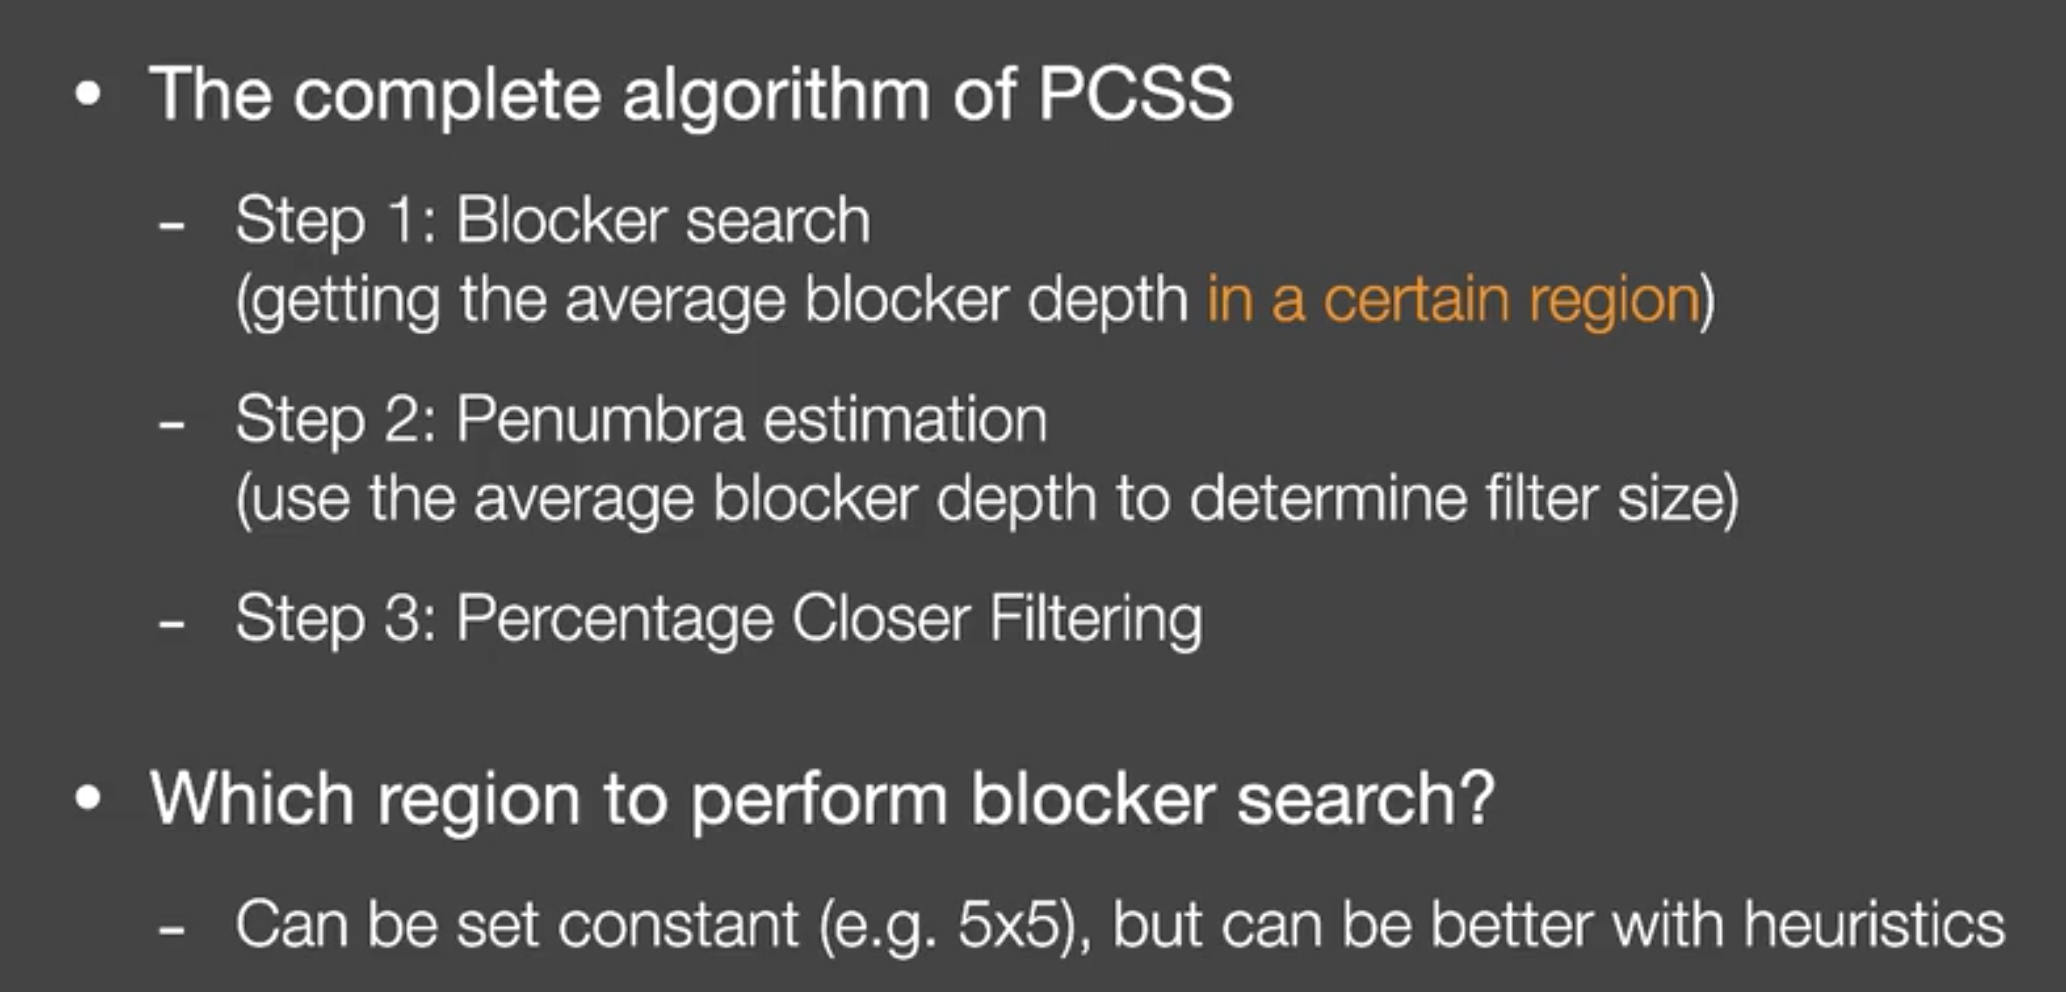 • The complete algorithm of PCSS
- Step 1: Blocker search
(getting the average blocker depth in a certain region)
- Step 2: Penumbra estimation
(use the average blocker depth to determine filter size)
- Step 3: Percentage Closer Filtering
• Which region to perform blocker search?
- Can be set constant (e.g. 5x5), but can be better with heuristics